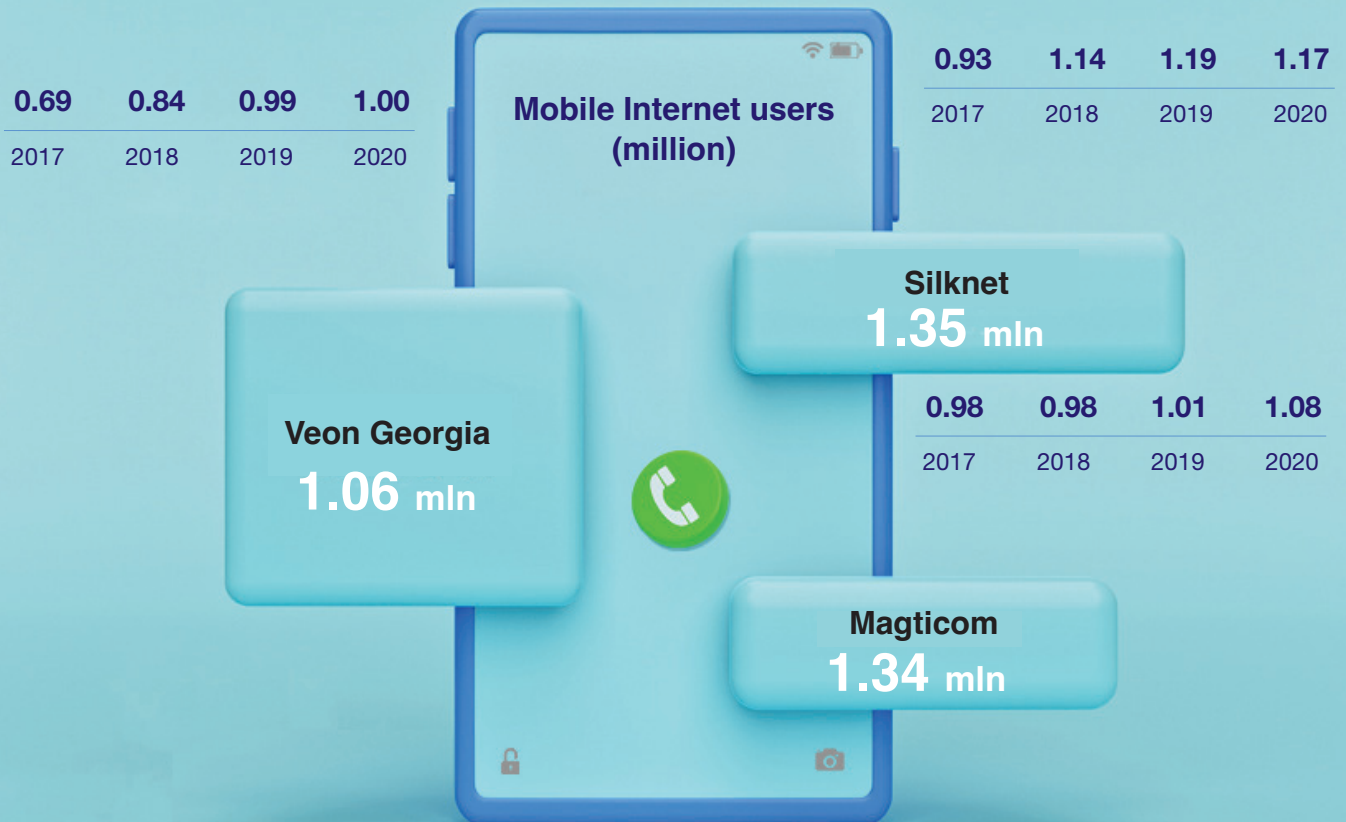 Mobile Internet users
(million)
0.69 0.84 0.99 1.00
2017 2018 2019 2020
Veon Georgia
1.06 mln
0.93 1.14 1.19 1.17
2017 2018 2019 2020
Silknet
1.35 mln
0.98 0.98 1.01 1.08
2017 2018 2019 2020
Magticom
1.34 mln